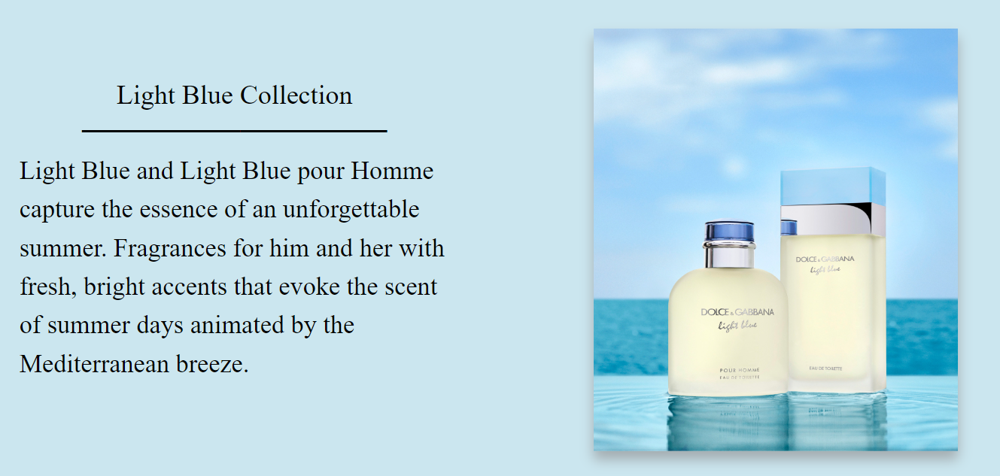 Light Blue Collection
Light Blue and Light Blue pour Homme
capture the essence of an unforgettable
summer. Fragrances for him and her with
fresh, bright accents that evoke the scent
of summer days animated by the
Mediterranean breeze.
DOLCE & GABBANA
light blue
EAU DE TOILETTE
DOLCE & GABBANA
light blue
POUR HOMME
EAU DE TOILETTE